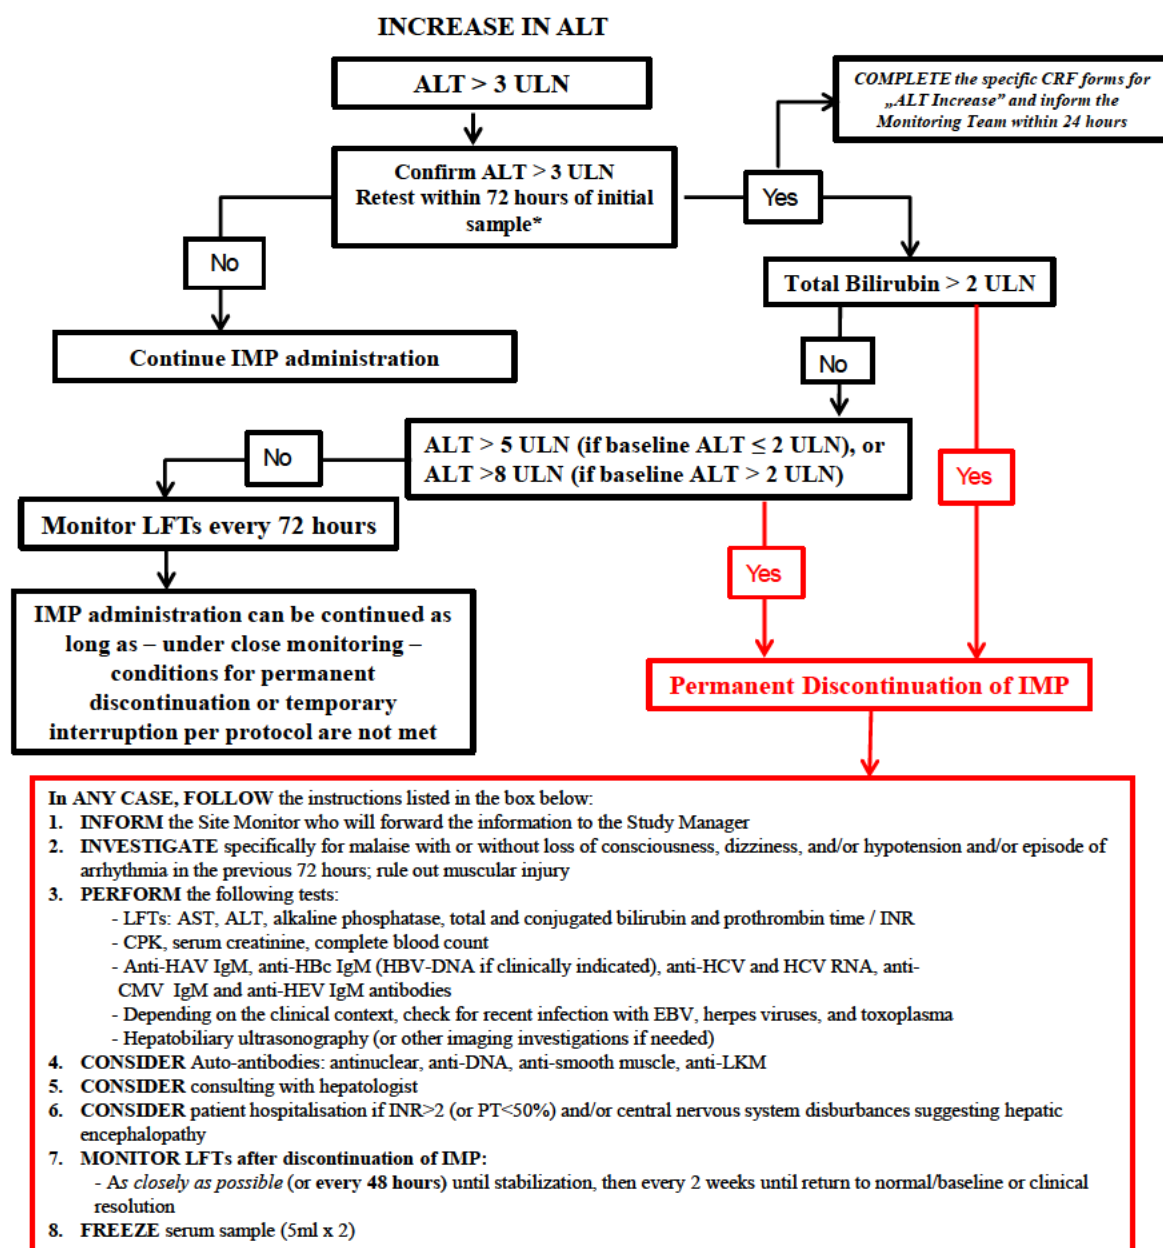 INCREASE IN ALT
ALT > 3 ULN
COMPLETE the specific CRF forms for
„ALT Increase” and inform the
Monitoring Team within 24 hours
Confirm ALT > 3 ULN
Retest within 72 hours of initial
sample*
Yes
No
Total Bilirubin > 2 ULN
Continue IMP administration
No
ALT > 5 ULN (if baseline ALT ≤ 2 ULN), or
ALT >8 ULN (if baseline ALT > 2 ULN)
No
Yes
Monitor LFTs every 72 hours
Yes
IMP administration can be continued as
long as – under close monitoring –
conditions for permanent
discontinuation or temporary
interruption per protocol are not met
Permanent Discontinuation of IMP
In ANY CASE, FOLLOW the instructions listed in the box below:
1. INFORM the Site Monitor who will forward the information to the Study Manager
2. INVESTIGATE specifically for malaise with or without loss of consciousness, dizziness, and/or hypotension and/or episode of
arrhythmia in the previous 72 hours; rule out muscular injury
3. PERFORM the following tests:
- LFTs: AST, ALT, alkaline phosphatase, total and conjugated bilirubin and prothrombin time / INR
- CPK, serum creatinine, complete blood count
- Anti-HAV IgM, anti-HBc IgM (HBV-DNA if clinically indicated), anti-HCV and HCV RNA, anti-
CMV IgM and anti-HEV IgM antibodies
- Depending on the clinical context, check for recent infection with EBV, herpes viruses, and toxoplasma
- Hepatobiliary ultrasonography (or other imaging investigations if needed)
4. CONSIDER Auto-antibodies: antinuclear, anti-DNA, anti-smooth muscle, anti-LKM
5. CONSIDER consulting with hepatologist
6. CONSIDER patient hospitalisation if INR>2 (or PT<50%) and/or central nervous system disburbances suggesting hepatic
encephalopathy
7. MONITOR LFTs after discontinuation of IMP:
- As closely as possible (or every 48 hours) until stabilization, then every 2 weeks until return to normal/baseline or clinical
resolution
8. FREEZE serum sample (5ml x 2)